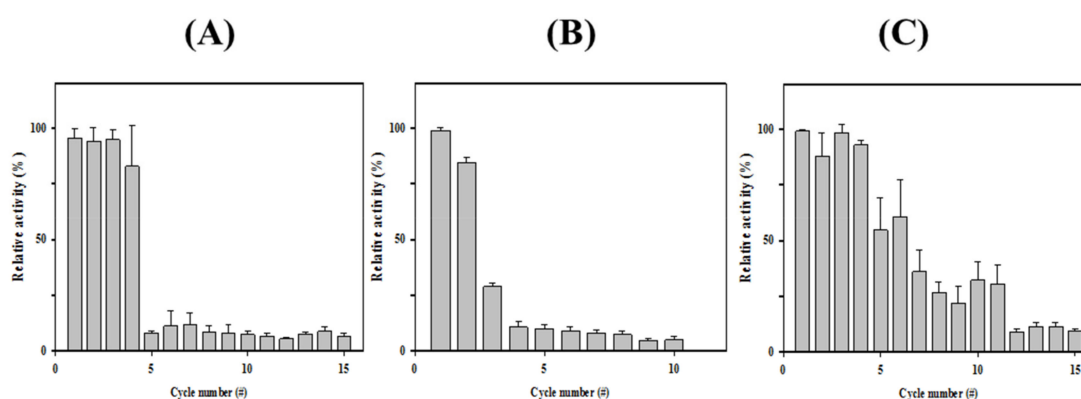 (A) (B) (C)
Relative activity (%)
100
50
0
0 5 10 15
Cycle number (#)
Relative activity (%)
100
50
0
0 5 10
Cycle number (#)
Relative activity (%)
100
50
0
0 5 10 15
Cycle number (#)